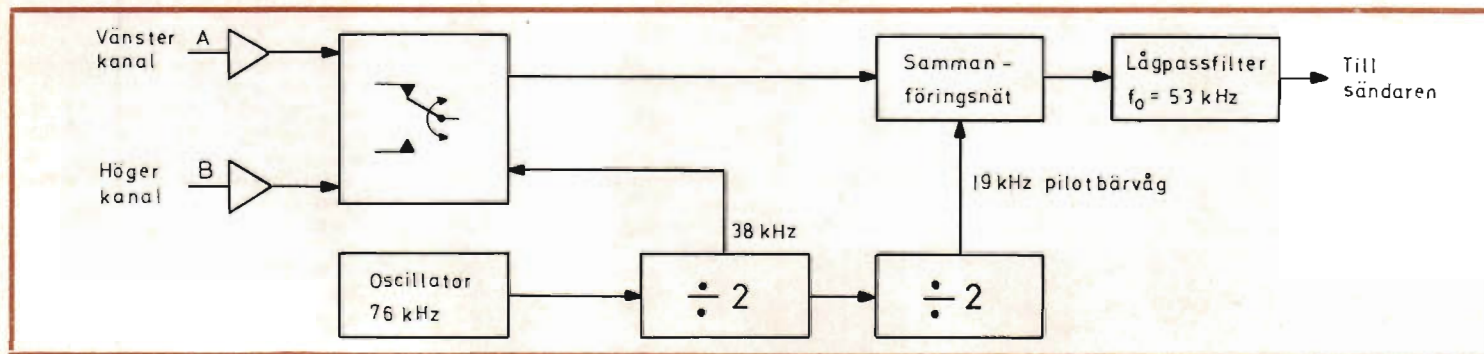 Vänster A
kanal
Höger B
kanal
Samman-
föringsnät
Lågpassfilter
f₀ = 53 kHz
Till
sändaren
19 kHz pilotbärvåg
38 kHz
Oscillator
76 kHz
÷ 2
÷ 2